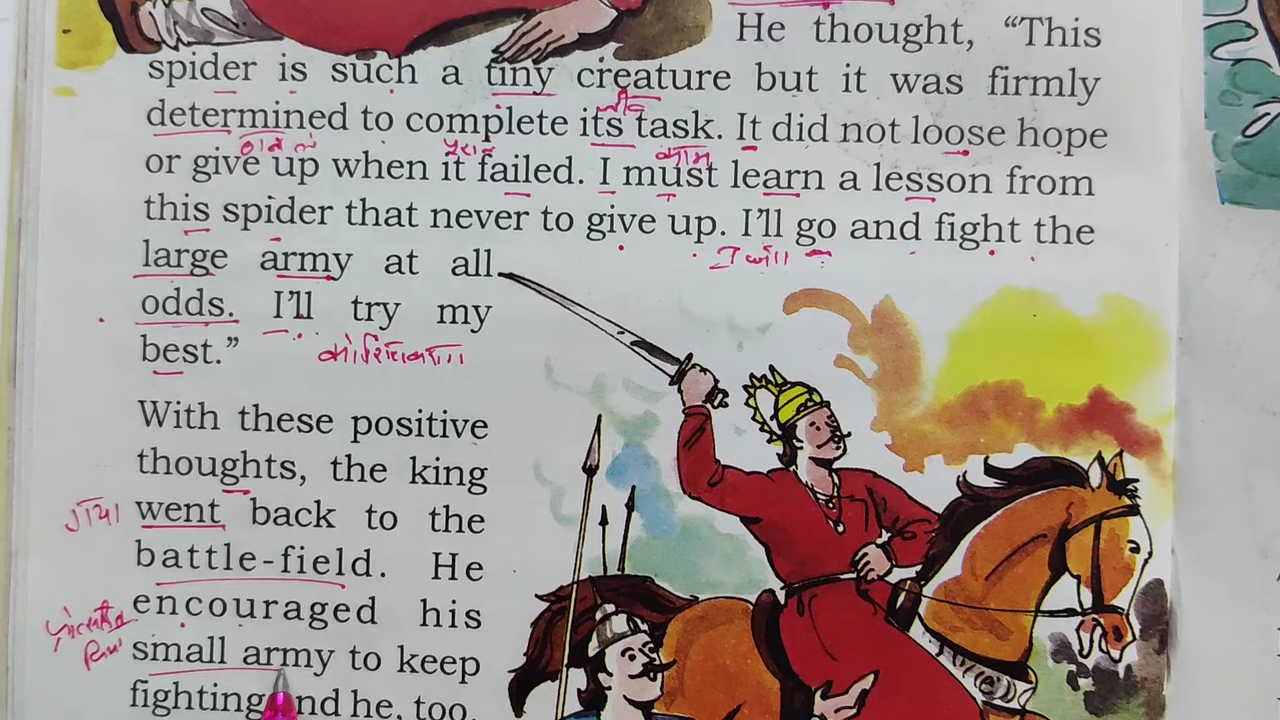 He thought, “This
spider is such a tiny creature but it was firmly
determined to complete its task. It did not loose hope
or give up when it failed. I must learn a lesson from
this spider that never to give up. I’ll go and fight the
I will
large army at all
odds. I’ll try my
best.”
With these positive
thoughts, the king
went back to the
battle-field. He
encouraged his
small army to keep
fighting nd he, too,